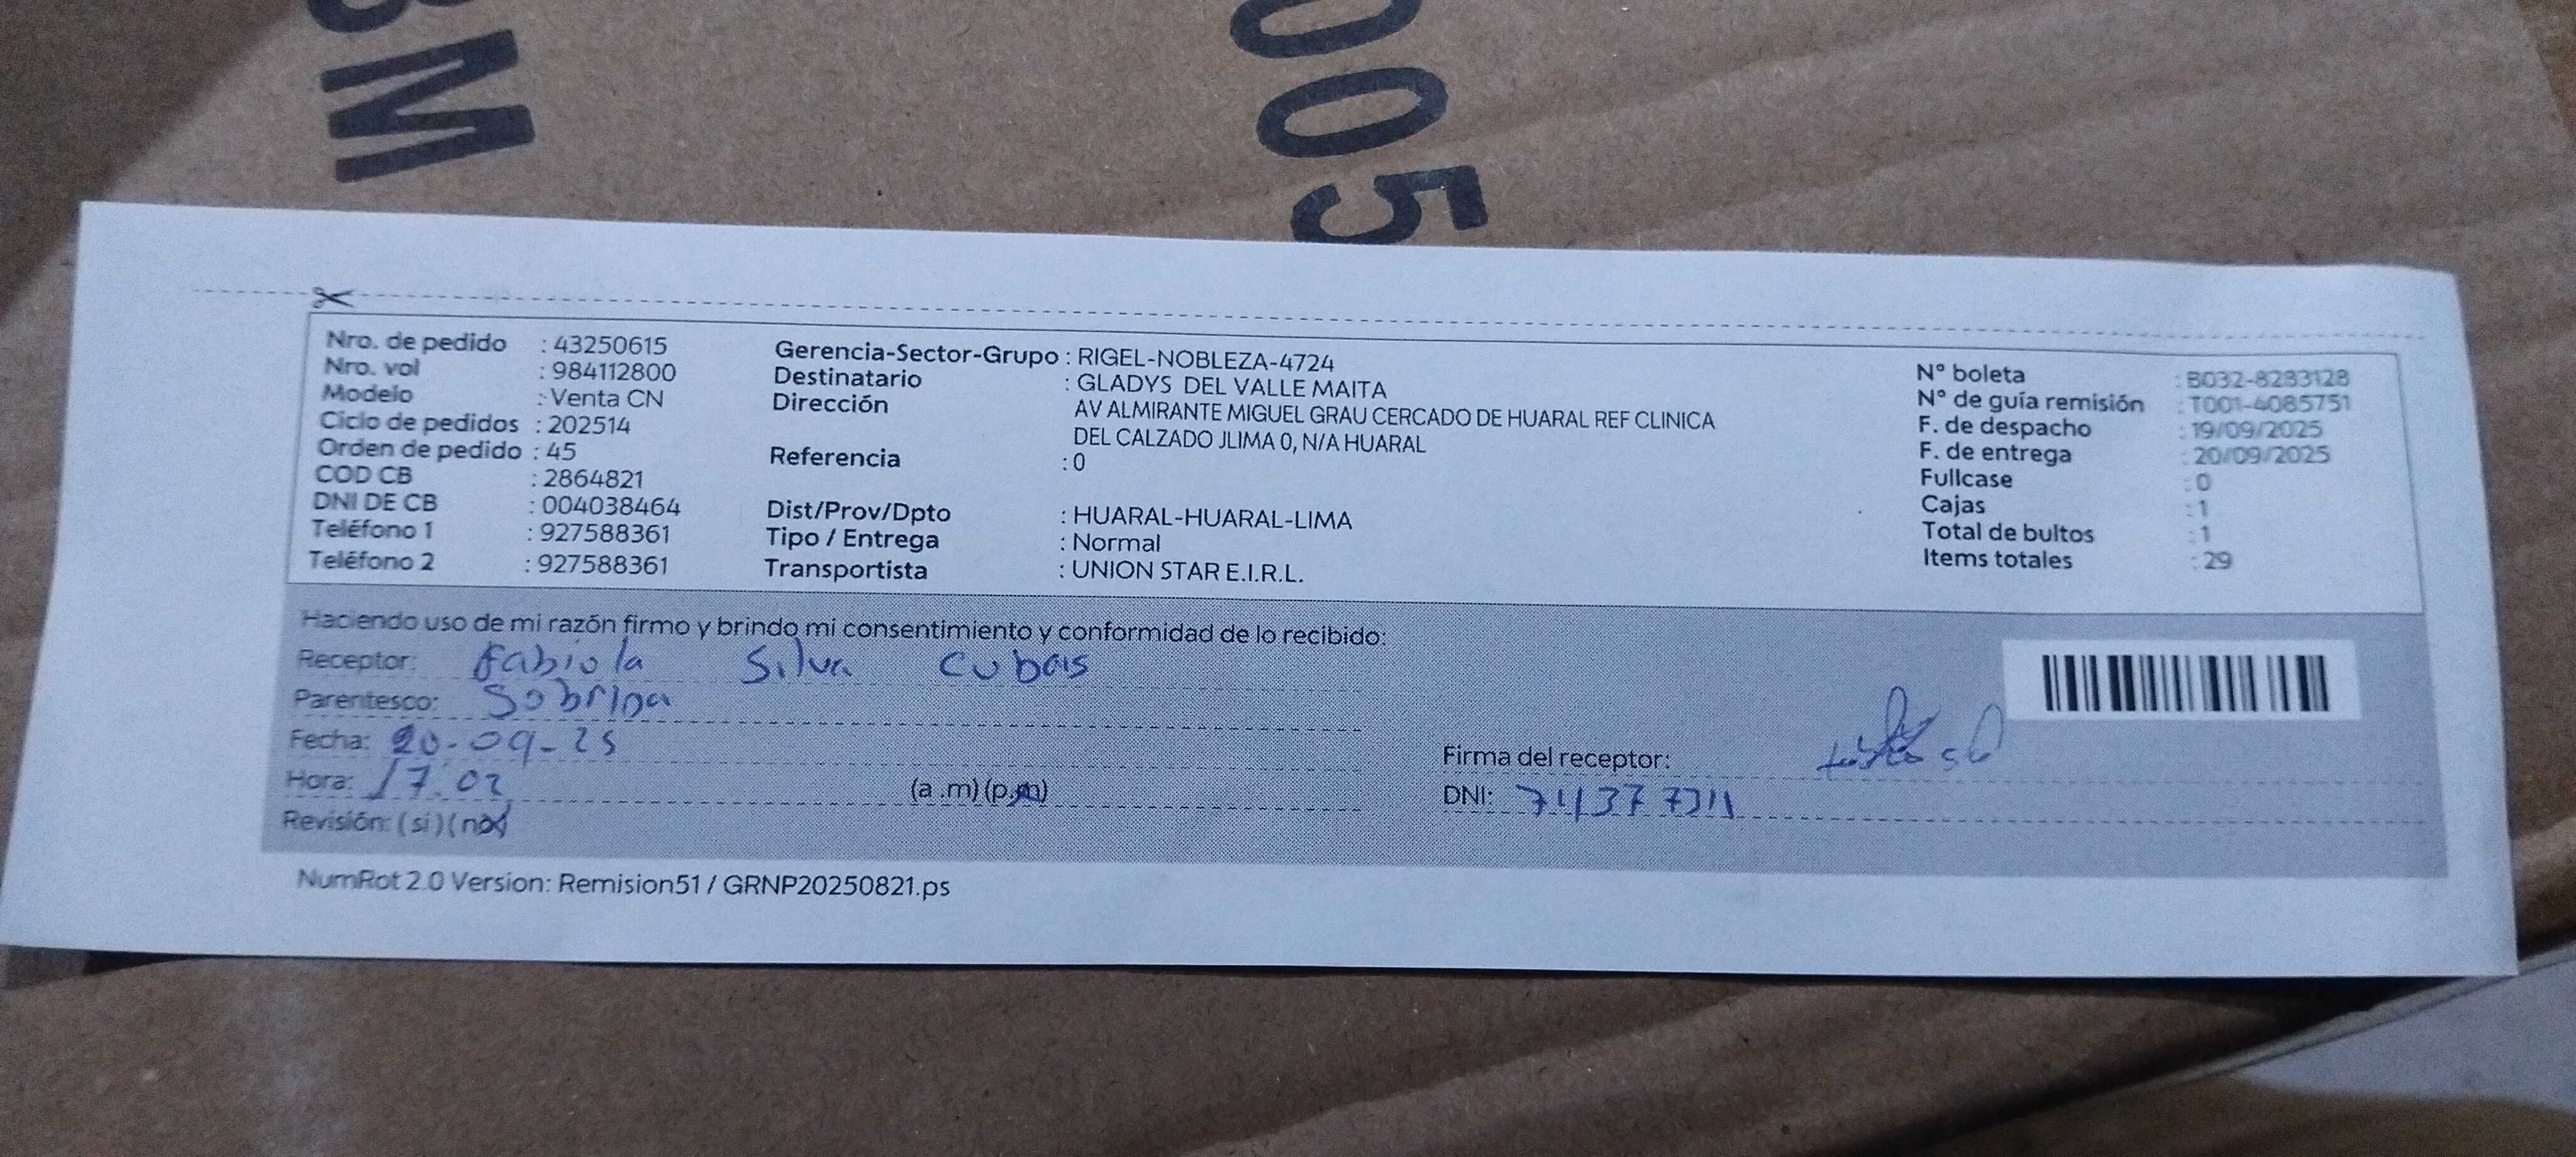 3M
005
Nro. de pedido : 43250615
Nro. vol : 984112800
Modelo : Venta CN
Ciclo de pedidos : 202514
Orden de pedido : 45
COD CB : 2864821
DNI DE CB : 004038464
Teléfono 1 : 927588361
Teléfono 2 : 927588361
Gerencia-Sector-Grupo : RIGEL-NOBLEZA-4724
Destinatario : GLADYS DEL VALLE MAITA
Dirección AV ALMIRANTE MIGUEL GRAU CERCADO DE HUARAL REF CLINICA
DEL CALZADO JLIMA 0, N/A HUARAL
Referencia : 0
Dist/Prov/Dpto : HUARAL-HUARAL-LIMA
Tipo / Entrega : Normal
Transportista : UNION STAR E.I.R.L.
N° boleta : B032-8283128
N° de guía remisión : T001-4085751
F. de despacho : 19/09/2025
F. de entrega : 20/09/2025
Fullcase : 0
Cajas : 1
Total de bultos : 1
Items totales : 29
Haciendo uso de mi razón firmo y brindo mi consentimiento y conformidad de lo recibido:
Receptor: Fabiola Silva Cubas
Parentesco: Sobrina
Fecha: 20-09-25
Hora: 17.02 (a .m) (p.m)
Revisión: (si) (no)
Firma del receptor:
DNI:
NumRot 2.0 Version: Remision51 / GRNP20250821.ps